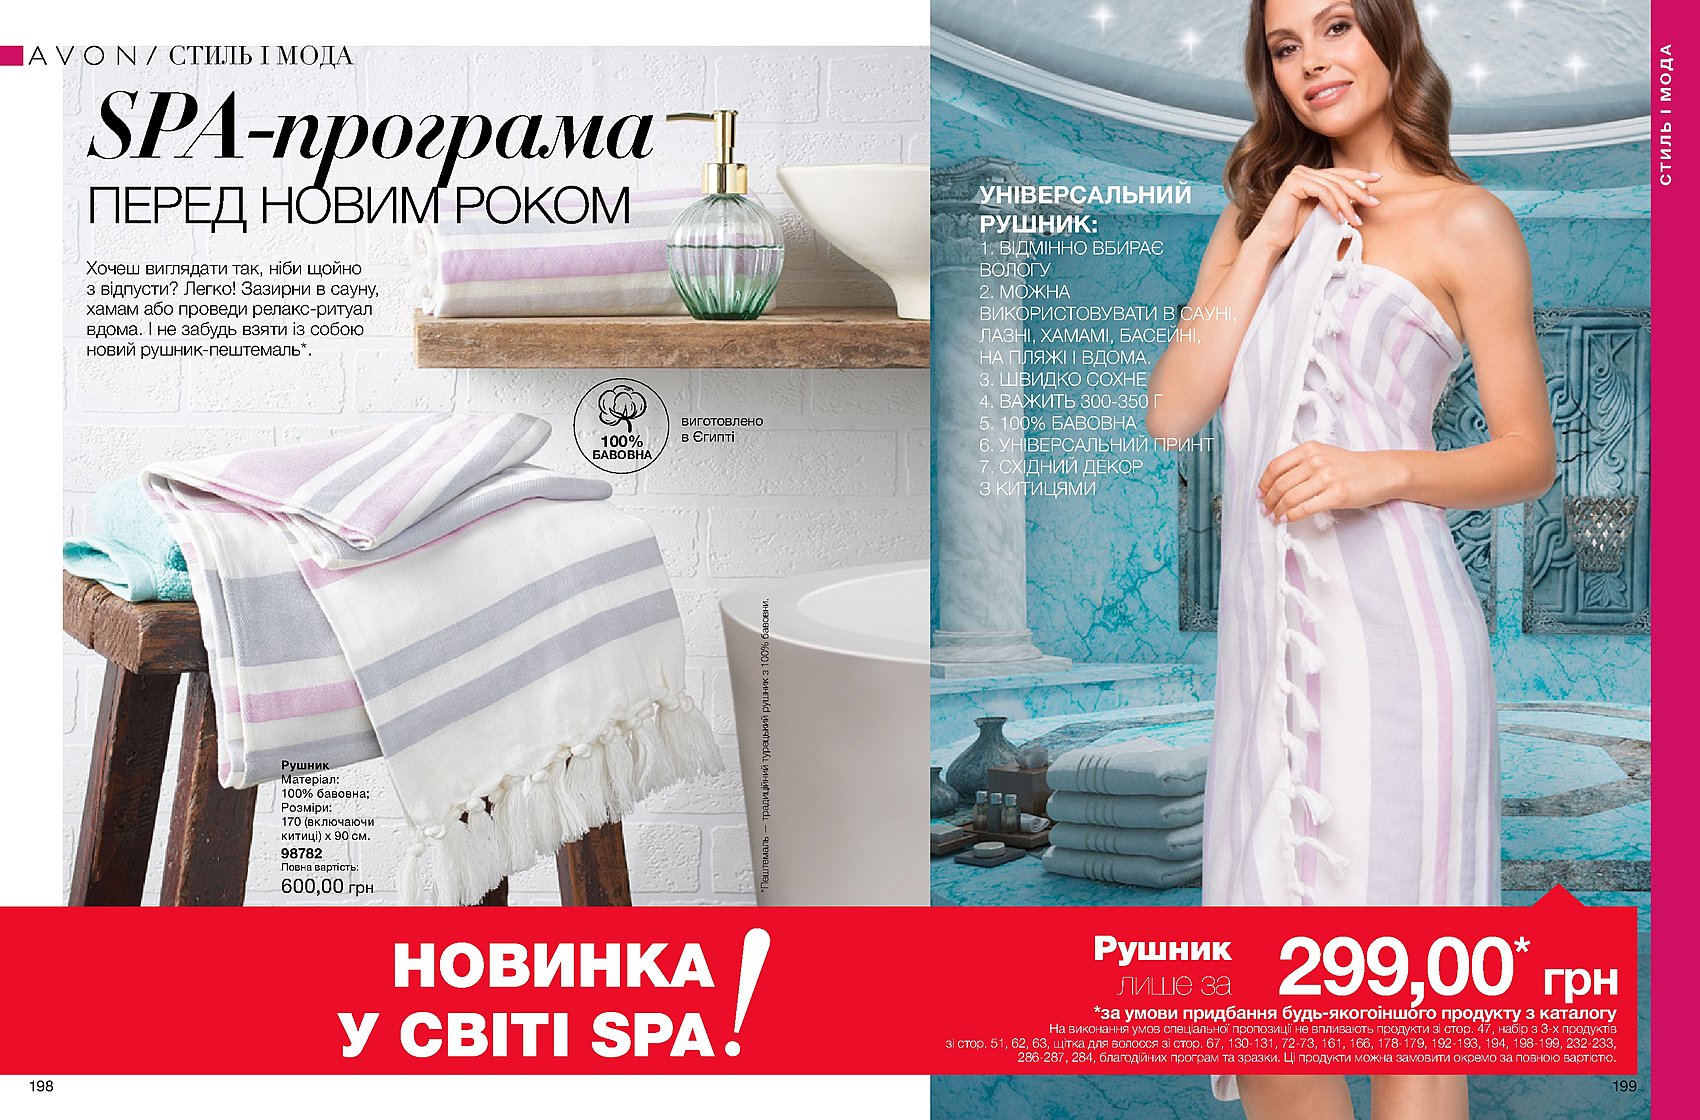 AVON/ СТИЛЬ І МОДА
SPA-програма
ПЕРЕД НОВИМ РОКОМ
Хочеш виглядати так, ніби щойно
з відпусти? Легко! Зазирни в сауну,
хамам або проведи релакс-ритуал
вдома. І не забудь взяти із собою
новий рушник-пештемаль*.
100%
БАВОВНА
виготовлено
в Єгипті
*Пештемаль — традиційний турецький рушник з 100% бавовни.
Рушник
Матеріал:
100% бавовна;
Розміри:
170 (включаючи
китиці) х 90 см.
98782
Повна вартість:
600,00 грн
НОВИНКА
У СВІТІ SPA!
198
СТИЛЬ І МОДА
УНІВЕРСАЛЬНИЙ
РУШНИК:
1. ВІДМІННО ВБИРАЄ
ВОЛОГУ
2. МОЖНА
ВИКОРИСТОВУВАТИ В САУНІ,
ЛАЗНІ, ХАМАМІ, БАСЕЙНІ,
НА ПЛЯЖІ І ВДОМА.
3. ШВИДКО СОХНЕ
4. ВАЖИТЬ 300-350 Г
5. 100% БАВОВНА
6. УНІВЕРСАЛЬНИЙ ПРИНТ
7. СХІДНИЙ ДЕКОР
З КИТИЦЯМИ
Рушник
лише за
299,00* грн
*за умови придбання будь-якогоіншого продукту з каталогу
На виконання умов спеціальної пропозиції не впливають продукти зі стор. 47, набір з 3-х продуктів
зі стор. 51, 62, 63, щітка для волосся зі стор. 67, 130-131, 72-73, 161, 166, 178-179, 192-193, 194, 198-199, 232-233,
286-287, 284, благодійних програм та зразки. Ці продукти можна замовити окремо за повною вартістю.
199